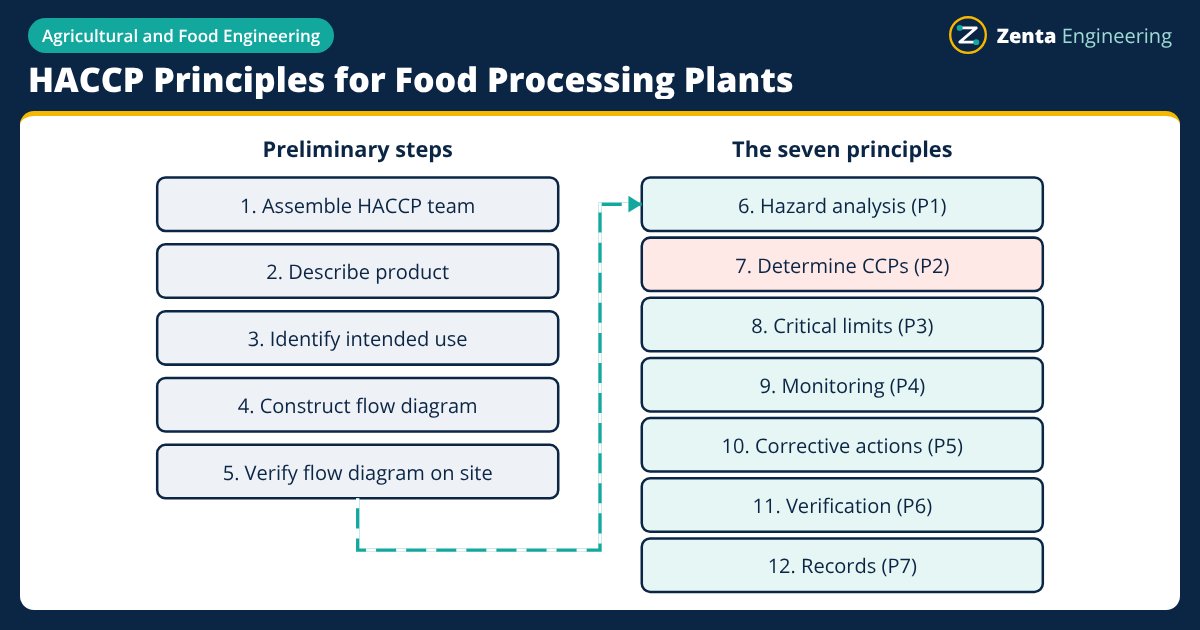 Agricultural and Food Engineering
Zenta Engineering
HACCP Principles for Food Processing Plants
Preliminary steps
1. Assemble HACCP team
2. Describe product
3. Identify intended use
4. Construct flow diagram
5. Verify flow diagram on site
The seven principles
6. Hazard analysis (P1)
7. Determine CCPs (P2)
8. Critical limits (P3)
9. Monitoring (P4)
10. Corrective actions (P5)
11. Verification (P6)
12. Records (P7)